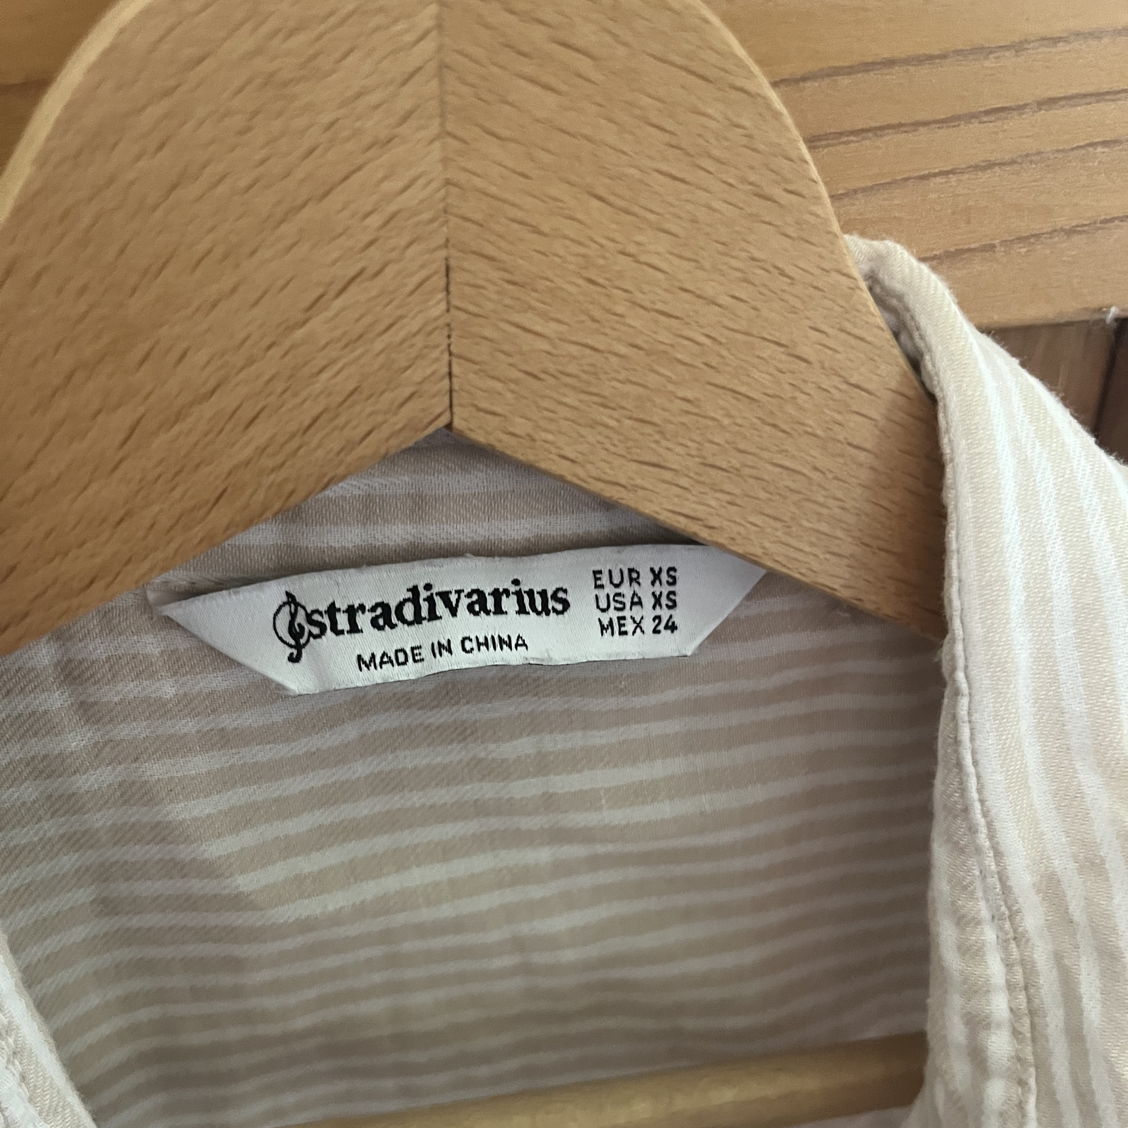 stradivarius
MADE IN CHINA
EUR XS
USA XS
MEX 24